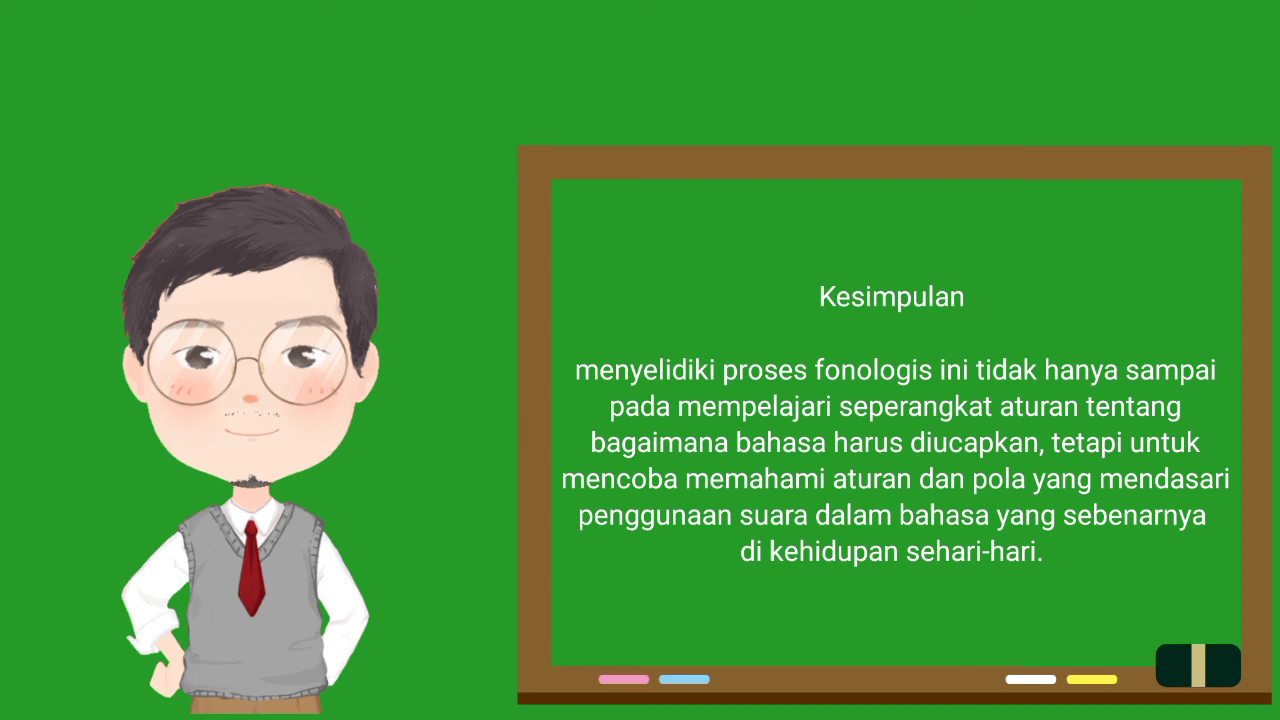 Kesimpulan
menyelidiki proses fonologis ini tidak hanya sampai
pada mempelajari seperangkat aturan tentang
bagaimana bahasa harus diucapkan, tetapi untuk
mencoba memahami aturan dan pola yang mendasari
penggunaan suara dalam bahasa yang sebenarnya
di kehidupan sehari-hari.